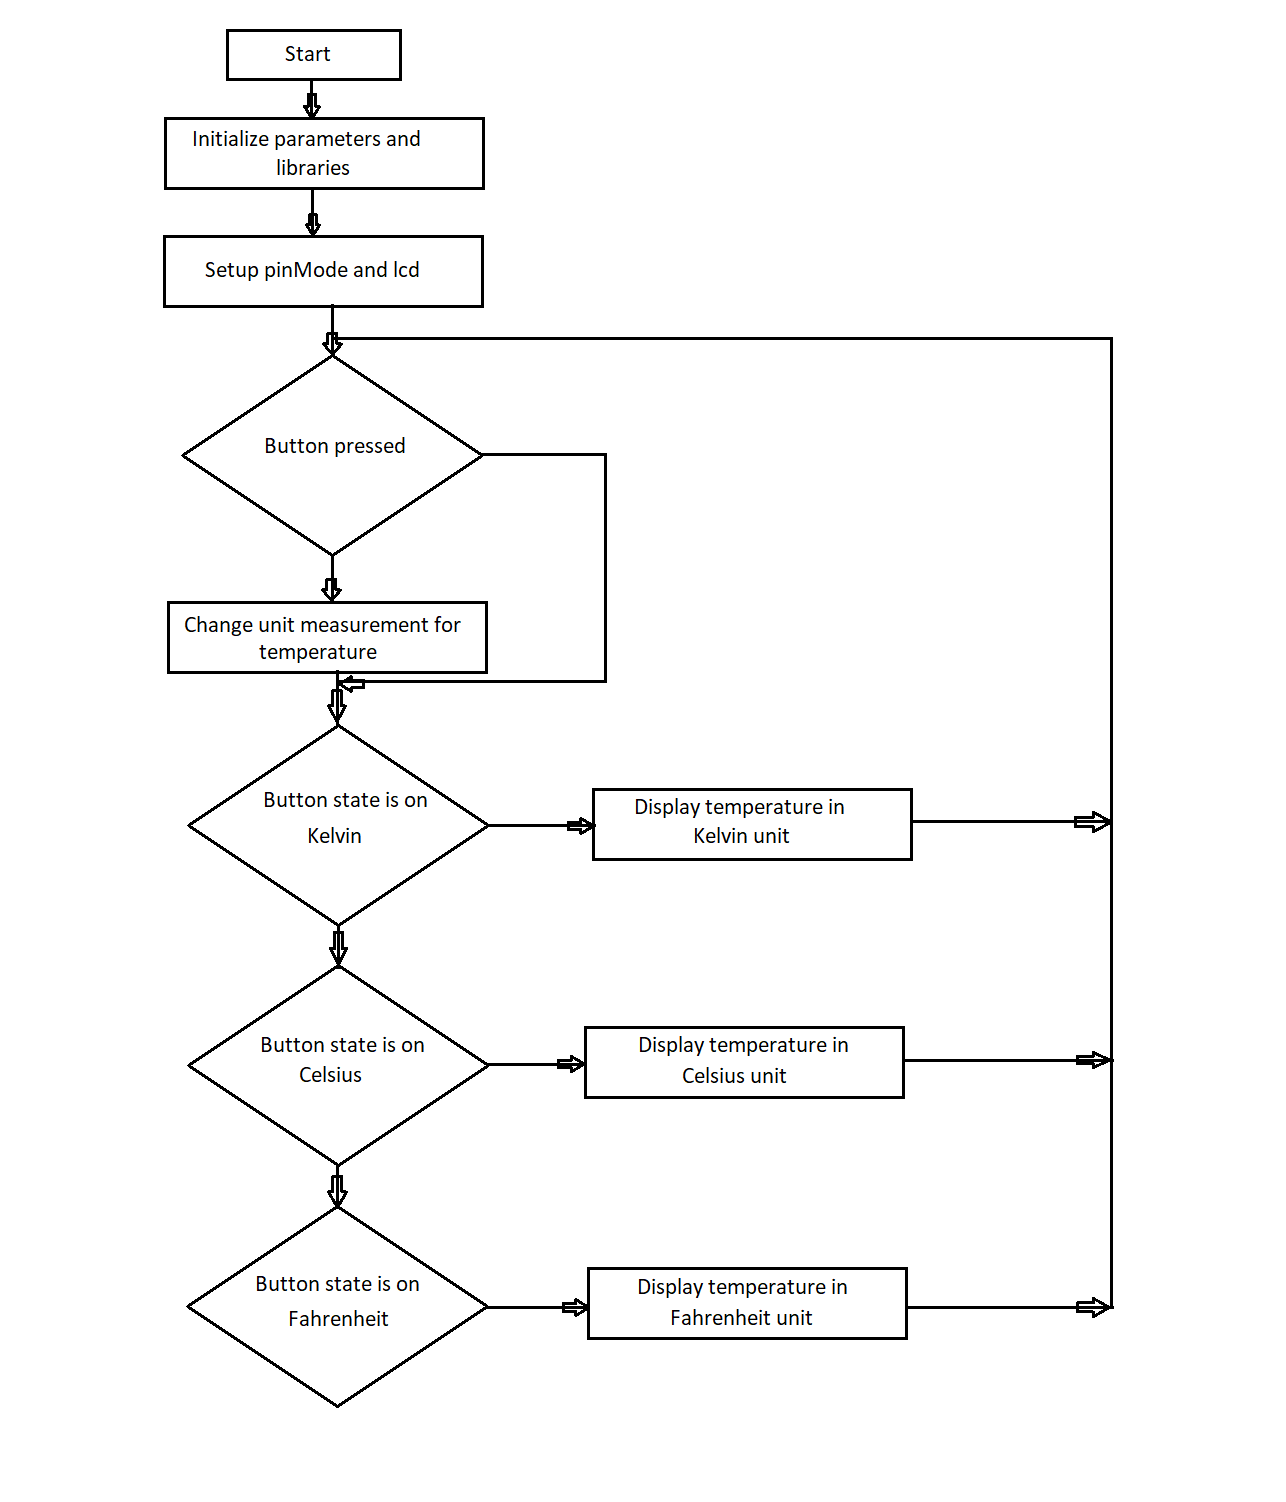 Start
Initialize parameters and
libraries
Setup pinMode and lcd
Button pressed
Change unit measurement for
temperature
Button state is on
Kelvin
Display temperature in
Kelvin unit
Button state is on
Celsius
Display temperature in
Celsius unit
Button state is on
Fahrenheit
Display temperature in
Fahrenheit unit